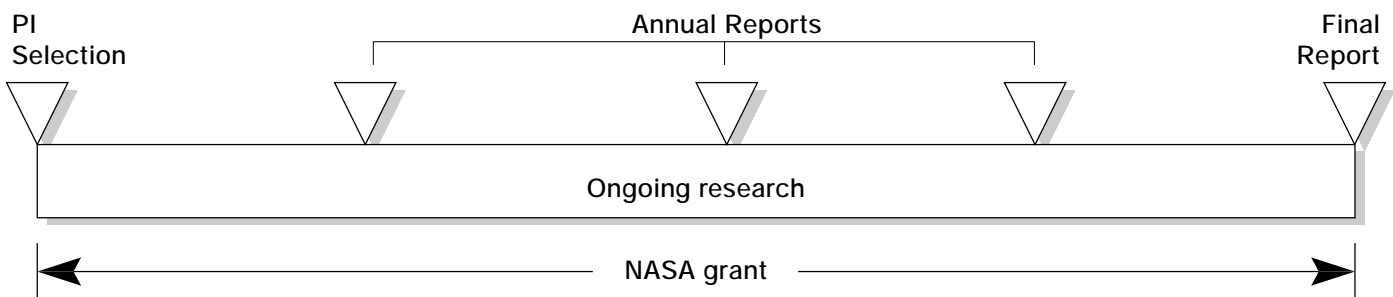 PI
Selection
Annual Reports
Final
Report
Ongoing research
NASA grant